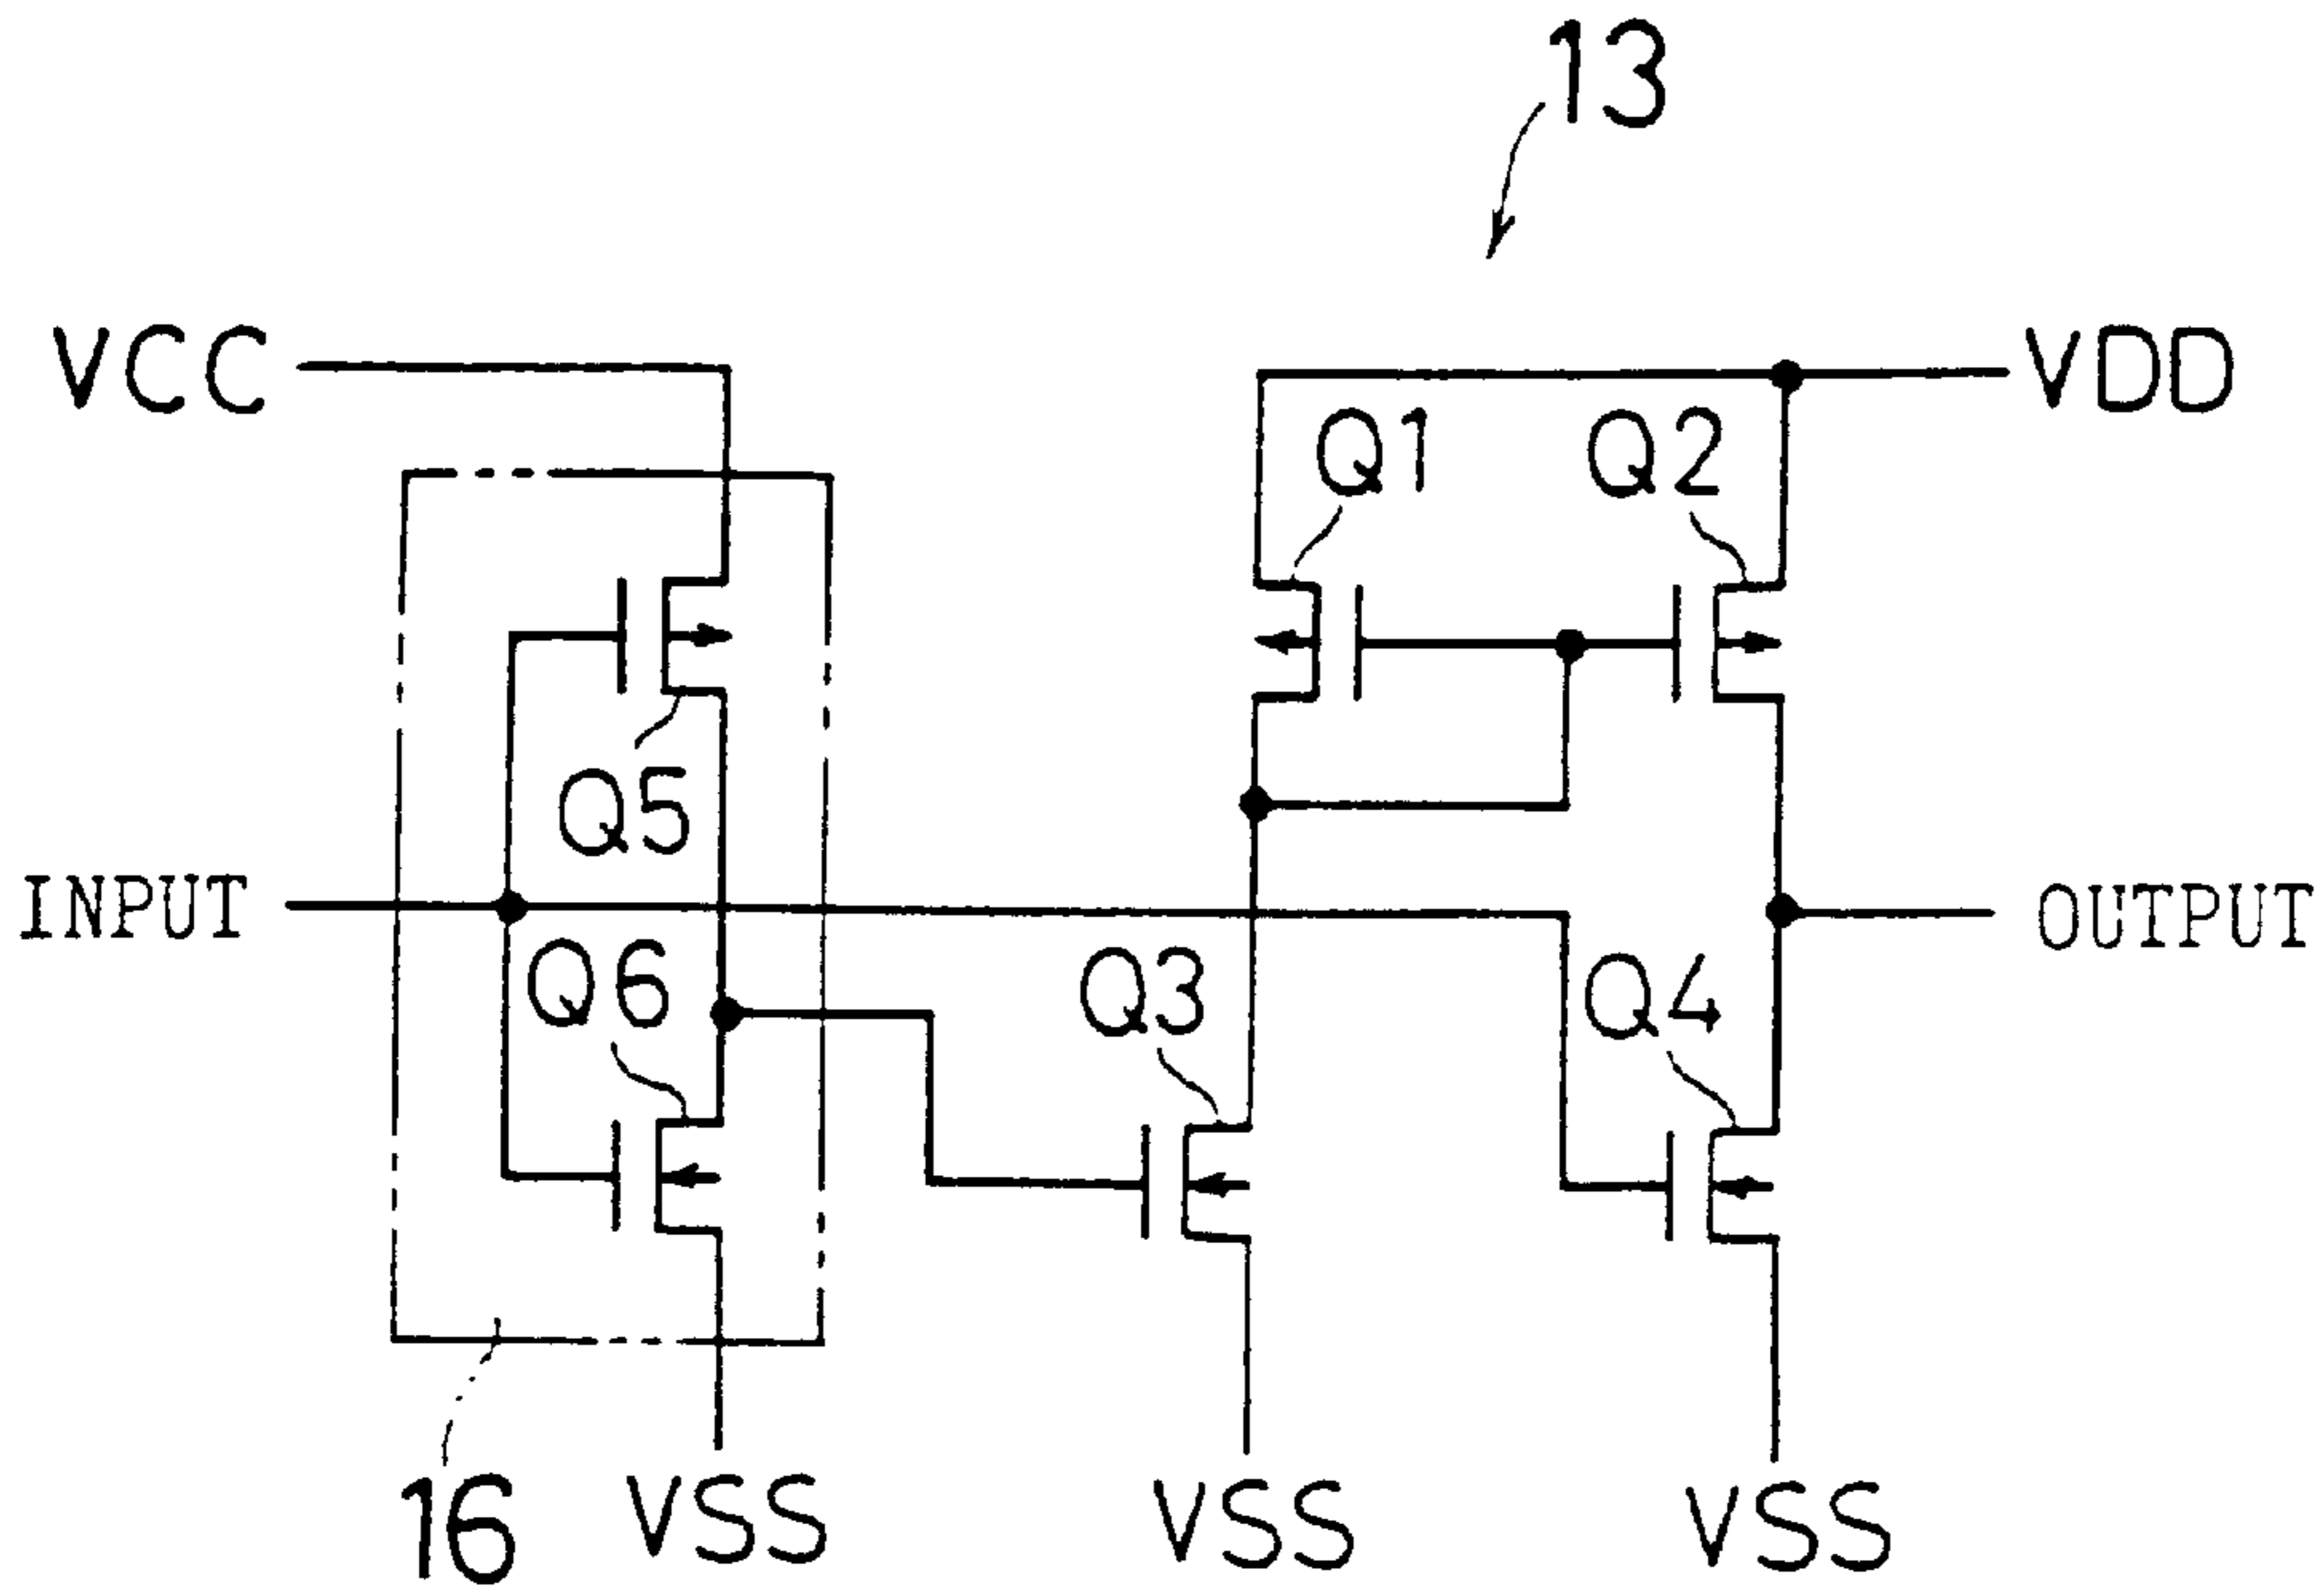 13
VCC
VDD
Q1
Q2
Q5
INPUT
OUTPUT
Q6
Q3
Q4
16
VSS
VSS
VSS